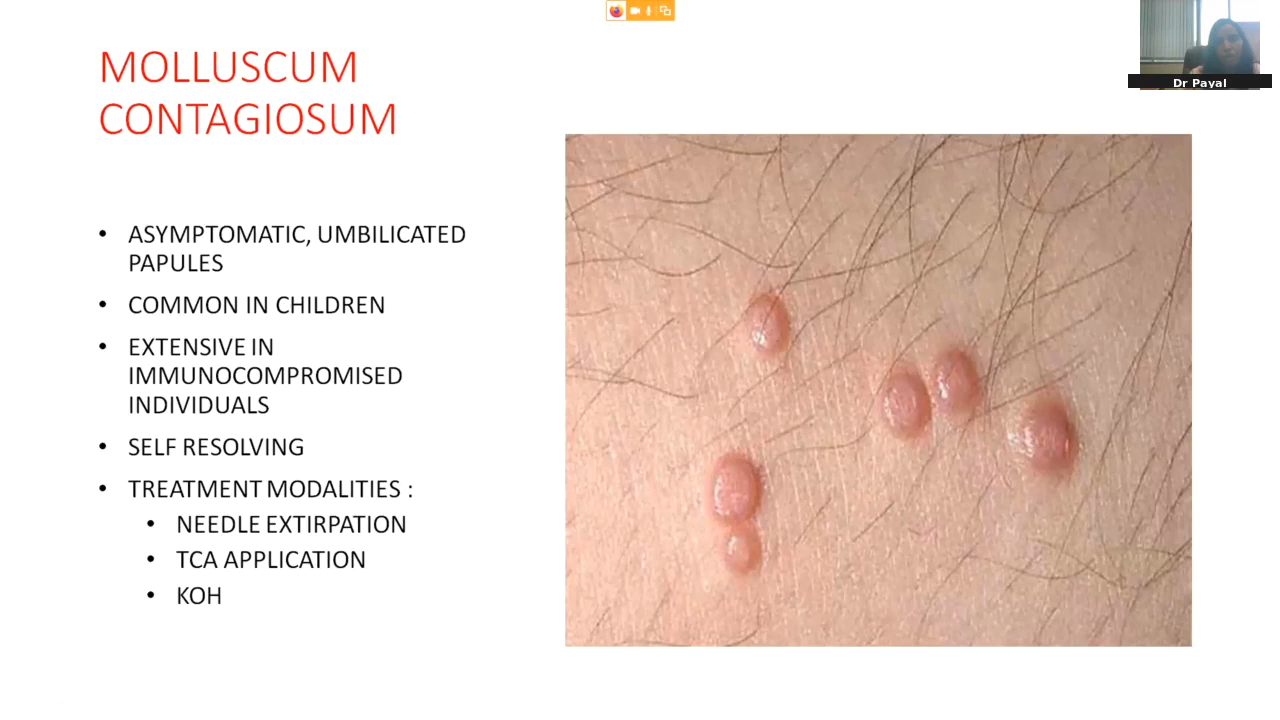 MOLLUSCUM
CONTAGIOSUM
• ASYMPTOMATIC, UMBILICATED
PAPULES
• COMMON IN CHILDREN
• EXTENSIVE IN
IMMUNOCOMPROMISED
INDIVIDUALS
• SELF RESOLVING
• TREATMENT MODALITIES :
• NEEDLE EXTIRPATION
• TCA APPLICATION
• KOH
Dr Payal